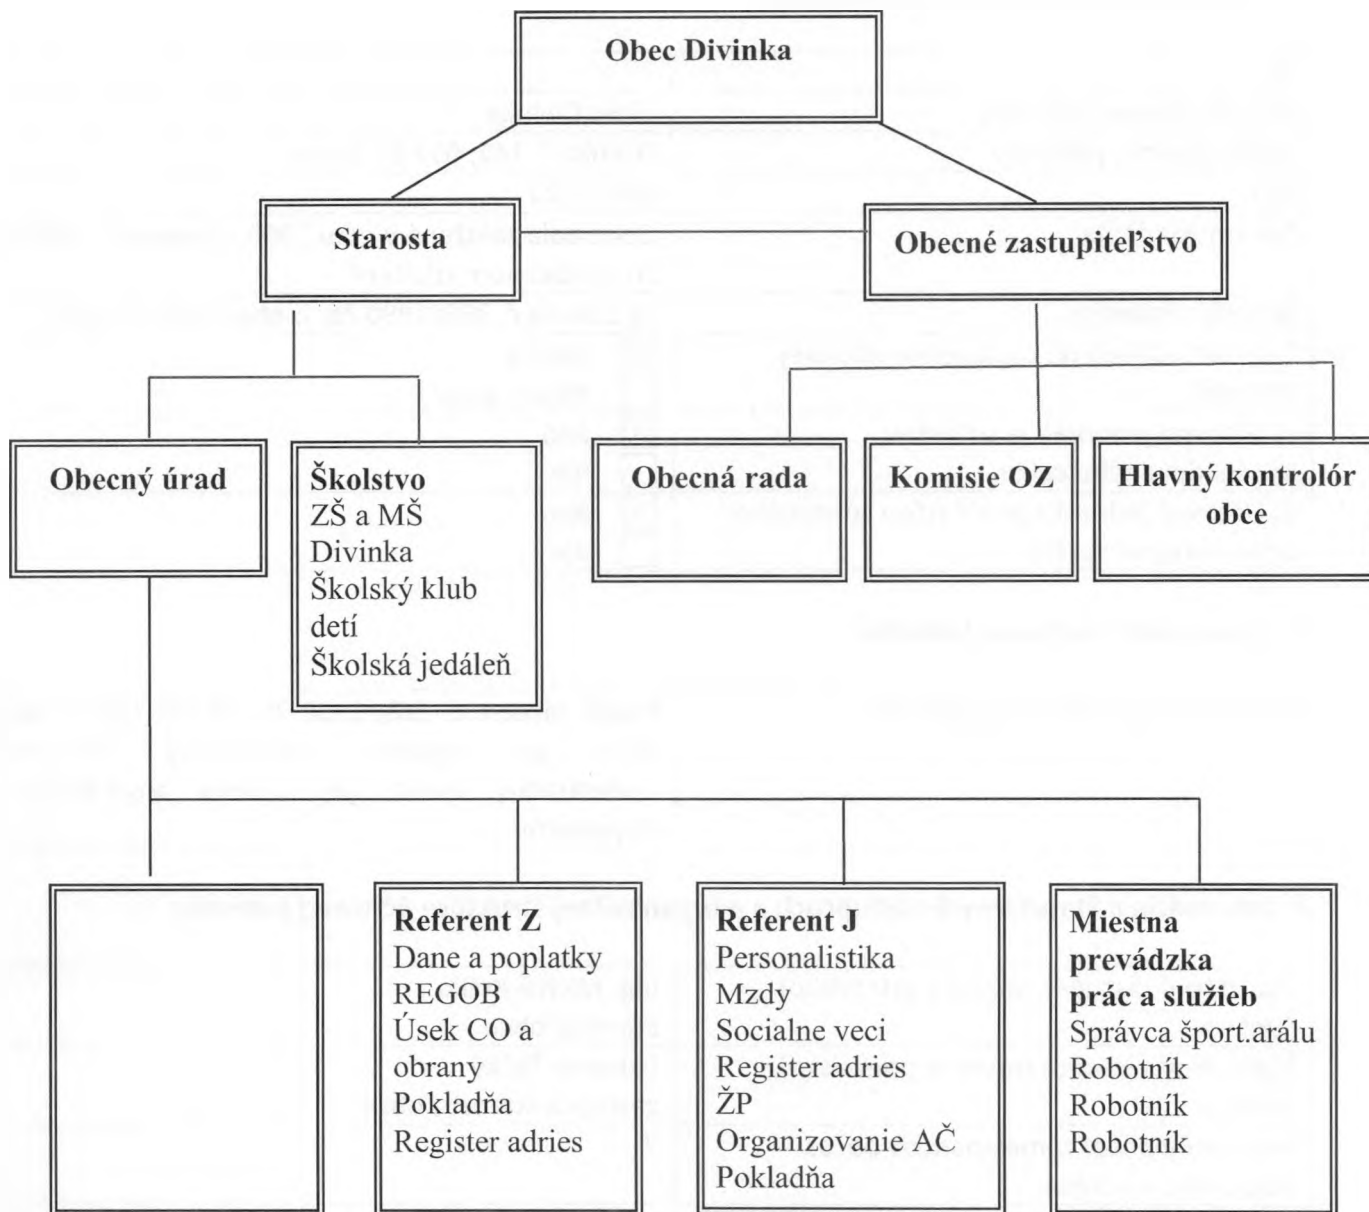 Obec Divinka
Starosta
Obecné zastupiteľstvo
Obecný úrad
Školstvo
ZŠ a MŠ
Divinka
Školský klub
detí
Školská jedáleň
Obecná rada
Komisie OZ
Hlavný kontrolór
obce
Referent Z
Dane a poplatky
REGOB
Úsek CO a
obrany
Pokladňa
Register adries
Referent J
Personalistika
Mzdy
Socialne veci
Register adries
ŽP
Organizovanie AČ
Pokladňa
Miestna
prevádzka
prác a služieb
Správca šport.arálu
Robotník
Robotník
Robotník